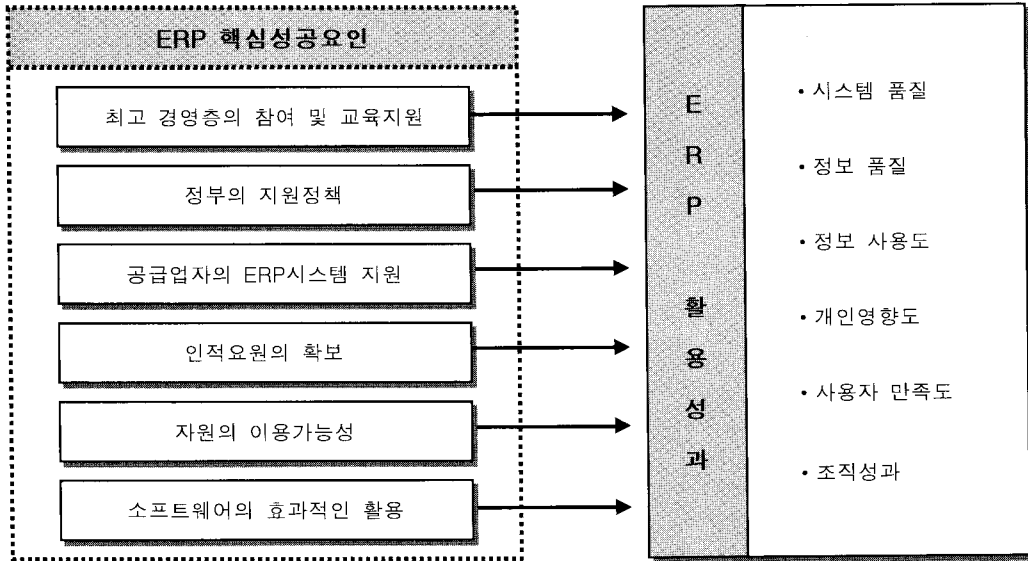 ERP 핵심성공요인
최고 경영층의 참여 및 교육지원
정부의 지원정책
공급업자의 ERP시스템 지원
인적요원의 확보
자원의 이용가능성
소프트웨어의 효과적인 활용
E
R
P
활
용
성
과
• 시스템 품질
• 정보 품질
• 정보 사용도
• 개인영향도
• 사용자 만족도
• 조직성과